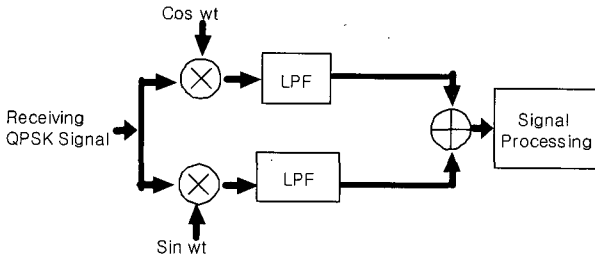 Cos wt
LPF
Receiving
QPSK Signal
Signal
Processing
LPF
Sin wt